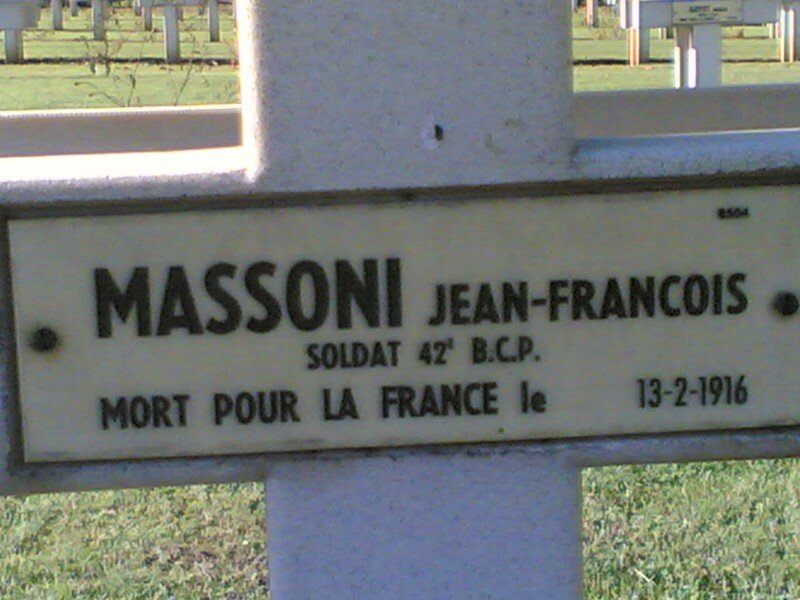 MASSONI JEAN-FRANCOIS
SOLDAT 42e B.C.P.
MORT POUR LA FRANCE le 13-2-1916